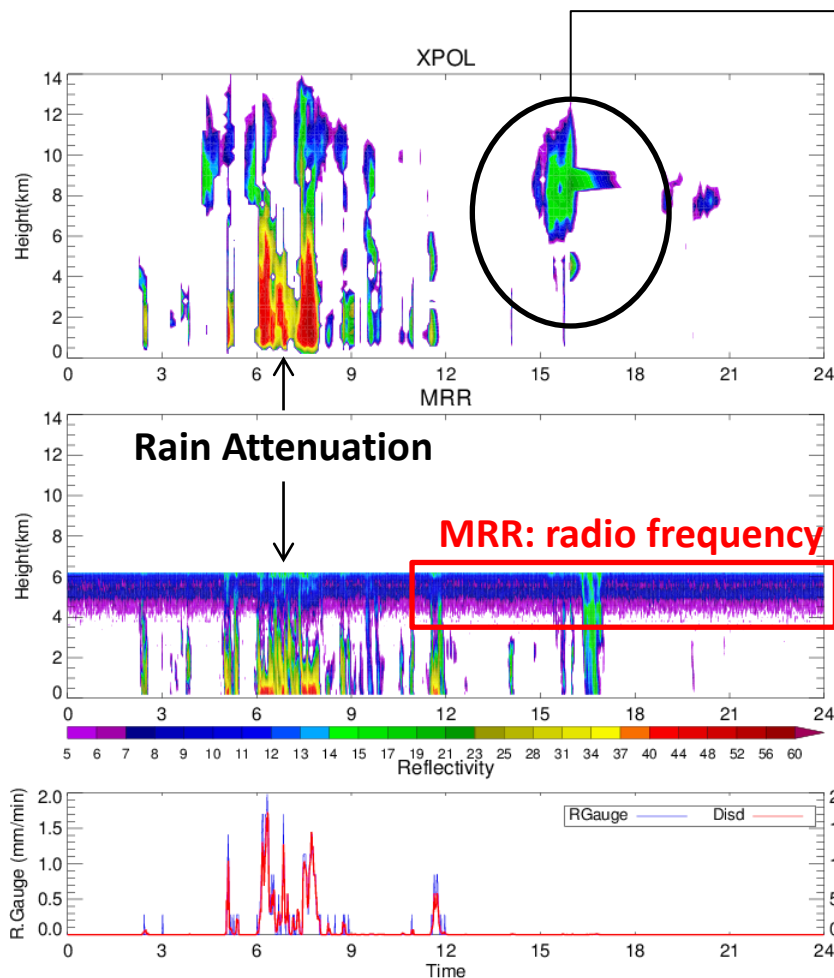 XPOL
14
12
10
8
6
4
2
0
Height(km)
0 3 6 9 12 15 18 21 24
MRR
Rain Attenuation
MRR: radio frequency
14
12
10
8
6
4
2
0
Height(km)
0 3 6 9 12 15 18 21 24
5 6 7 8 9 10 11 12 13 14 15 17 19 21 23 25 28 31 34 37 40 44 48 52 56 60
Reflectivity
2.0
1.5
1.0
0.5
0.0
R.Gauge (mm/min)
RGauge Disd
2
1
1
0
0
0 3 6 9 12 15 18 21 24
Time